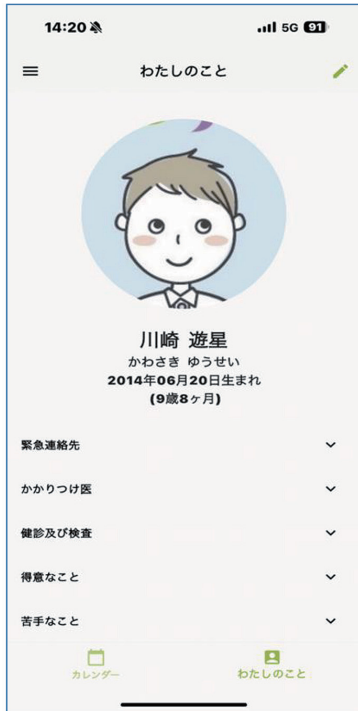 14:20 5G 91
わたしのこと
川崎 遊星
かわさき ゆうせい
2014年06月20日生まれ
(9歳8ヶ月)
緊急連絡先
かかりつけ医
健診及び検査
得意なこと
苦手なこと
カレンダー わたしのこと